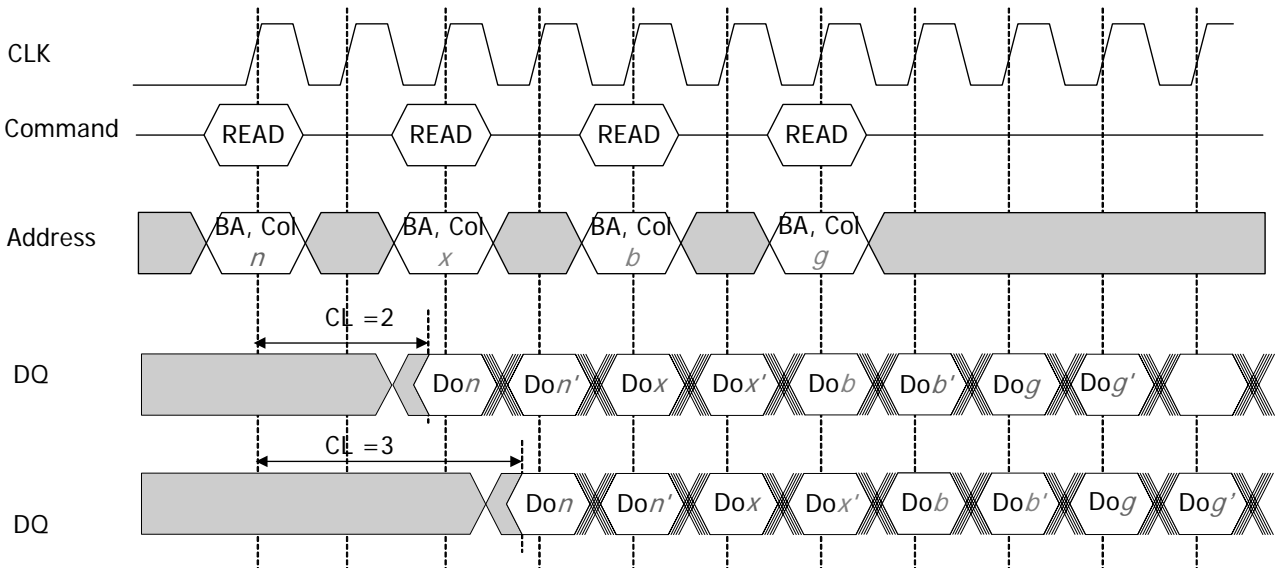 CLK
Command READ READ READ READ
Address BA, Col BA, Col BA, Col BA, Col
n x b g
CL =2
DQ Don Don' Dox Dox' Dob Dob' Dog Dog'
CL =3
DQ Don Don' Dox Dox' Dob Dob' Dog Dog'